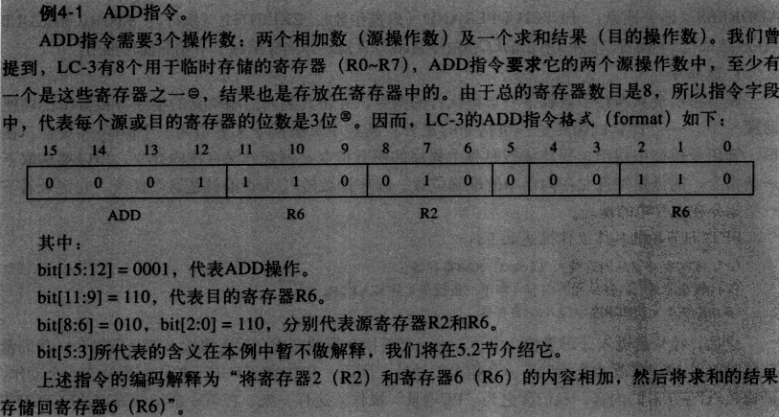 例4-1 ADD指令。
ADD指令需要3个操作数：两个相加数（源操作数）及一个求和结果（目的操作数）。我们曾
提到，LC-3有8个用于临时存储的寄存器（R0~R7），ADD指令要求它的两个源操作数中，至少有
一个是这些寄存器之一㊀，结果也是存放在寄存器中的。由于总的寄存器数目是8，所以指令字段
中，代表每个源或目的寄存器的位数是3位㊁。因而，LC-3的ADD指令格式（format）如下：
15 14 13 12 11 10 9 8 7 6 5 4 3 2 1 0
0 0 0 1 1 1 0 0 1 0 0 0 0 1 1 0
ADD R6 R2 R6
其中：
bit[15:12] = 0001，代表ADD操作。
bit[11:9] = 110，代表目的寄存器R6。
bit[8:6] = 010，bit[2:0] = 110，分别代表源寄存器R2和R6。
bit[5:3]所代表的含义在本例中暂不做解释，我们将在5.2节介绍它。
上述指令的编码解释为“将寄存器2（R2）和寄存器6（R6）的内容相加，然后将求和的结果
存储回寄存器6（R6）”。